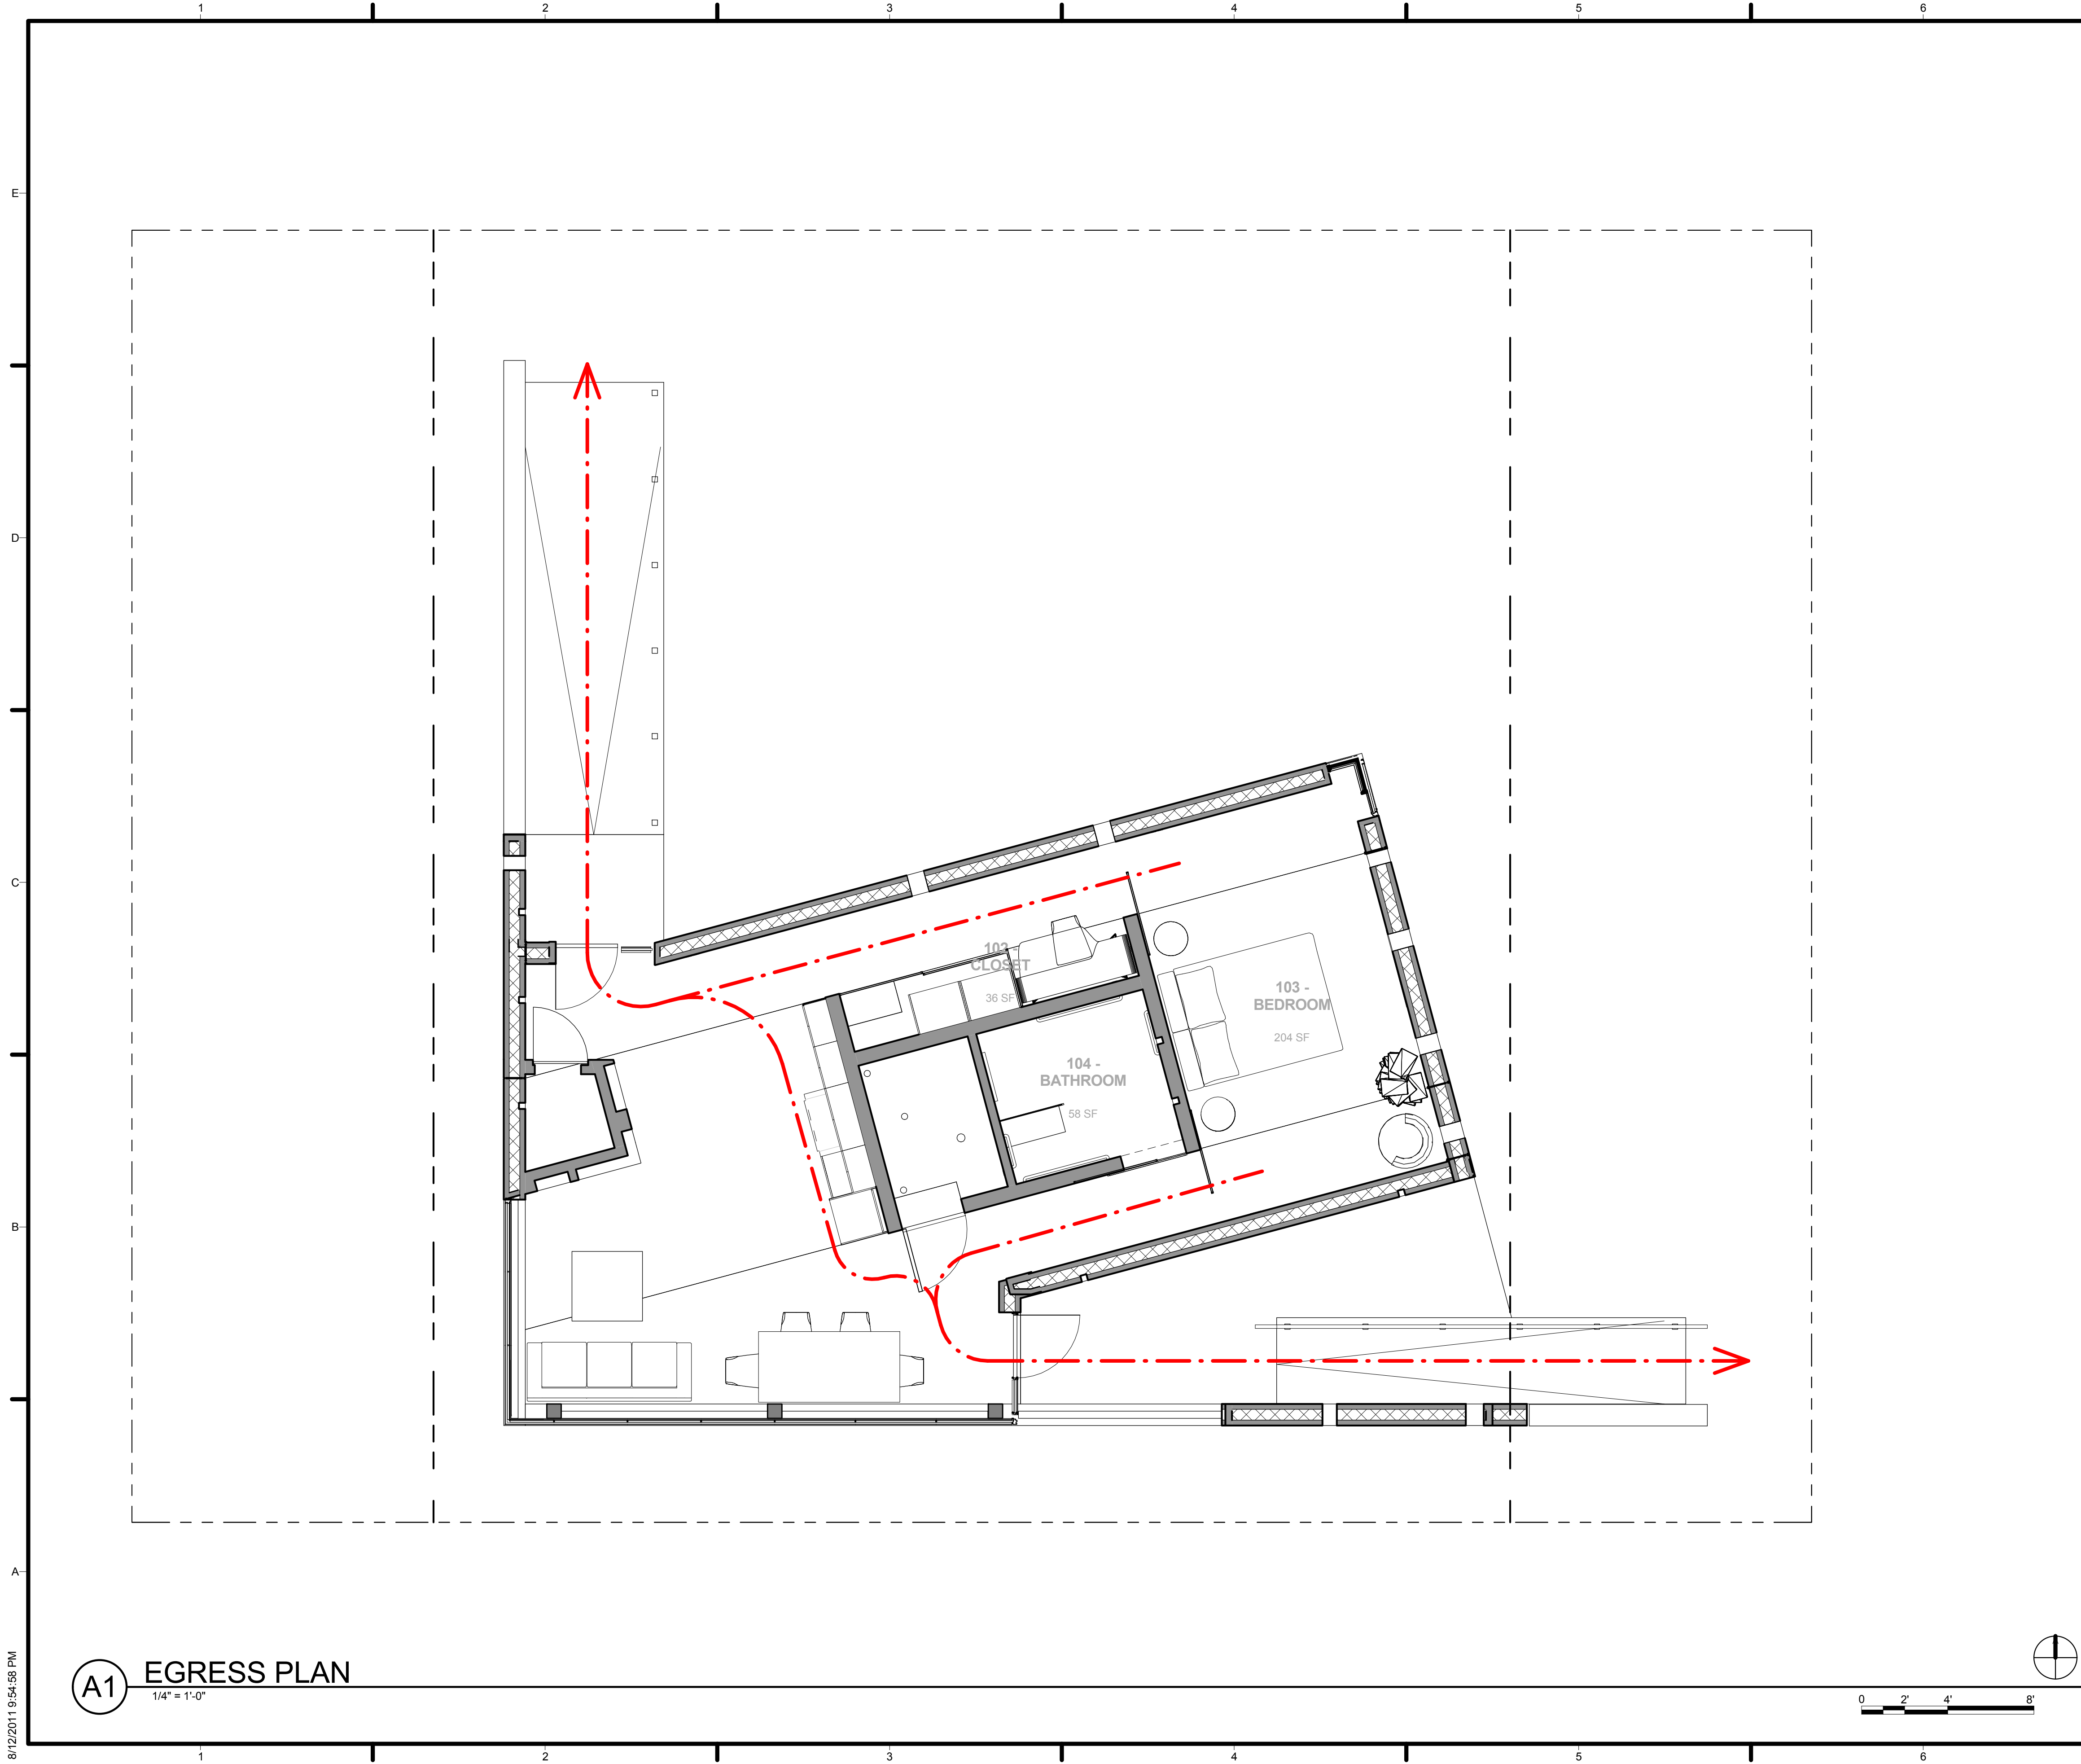 1 2 3 4 5 6
E
D
C
B
A
102 -
CLOSET
36 SF
103 -
BEDROOM
204 SF
104 -
BATHROOM
58 SF
A1 EGRESS PLAN
1/4" = 1'-0"
0 2' 4' 8'
8/12/2011 9:54:58 PM
1 2 3 4 5 6